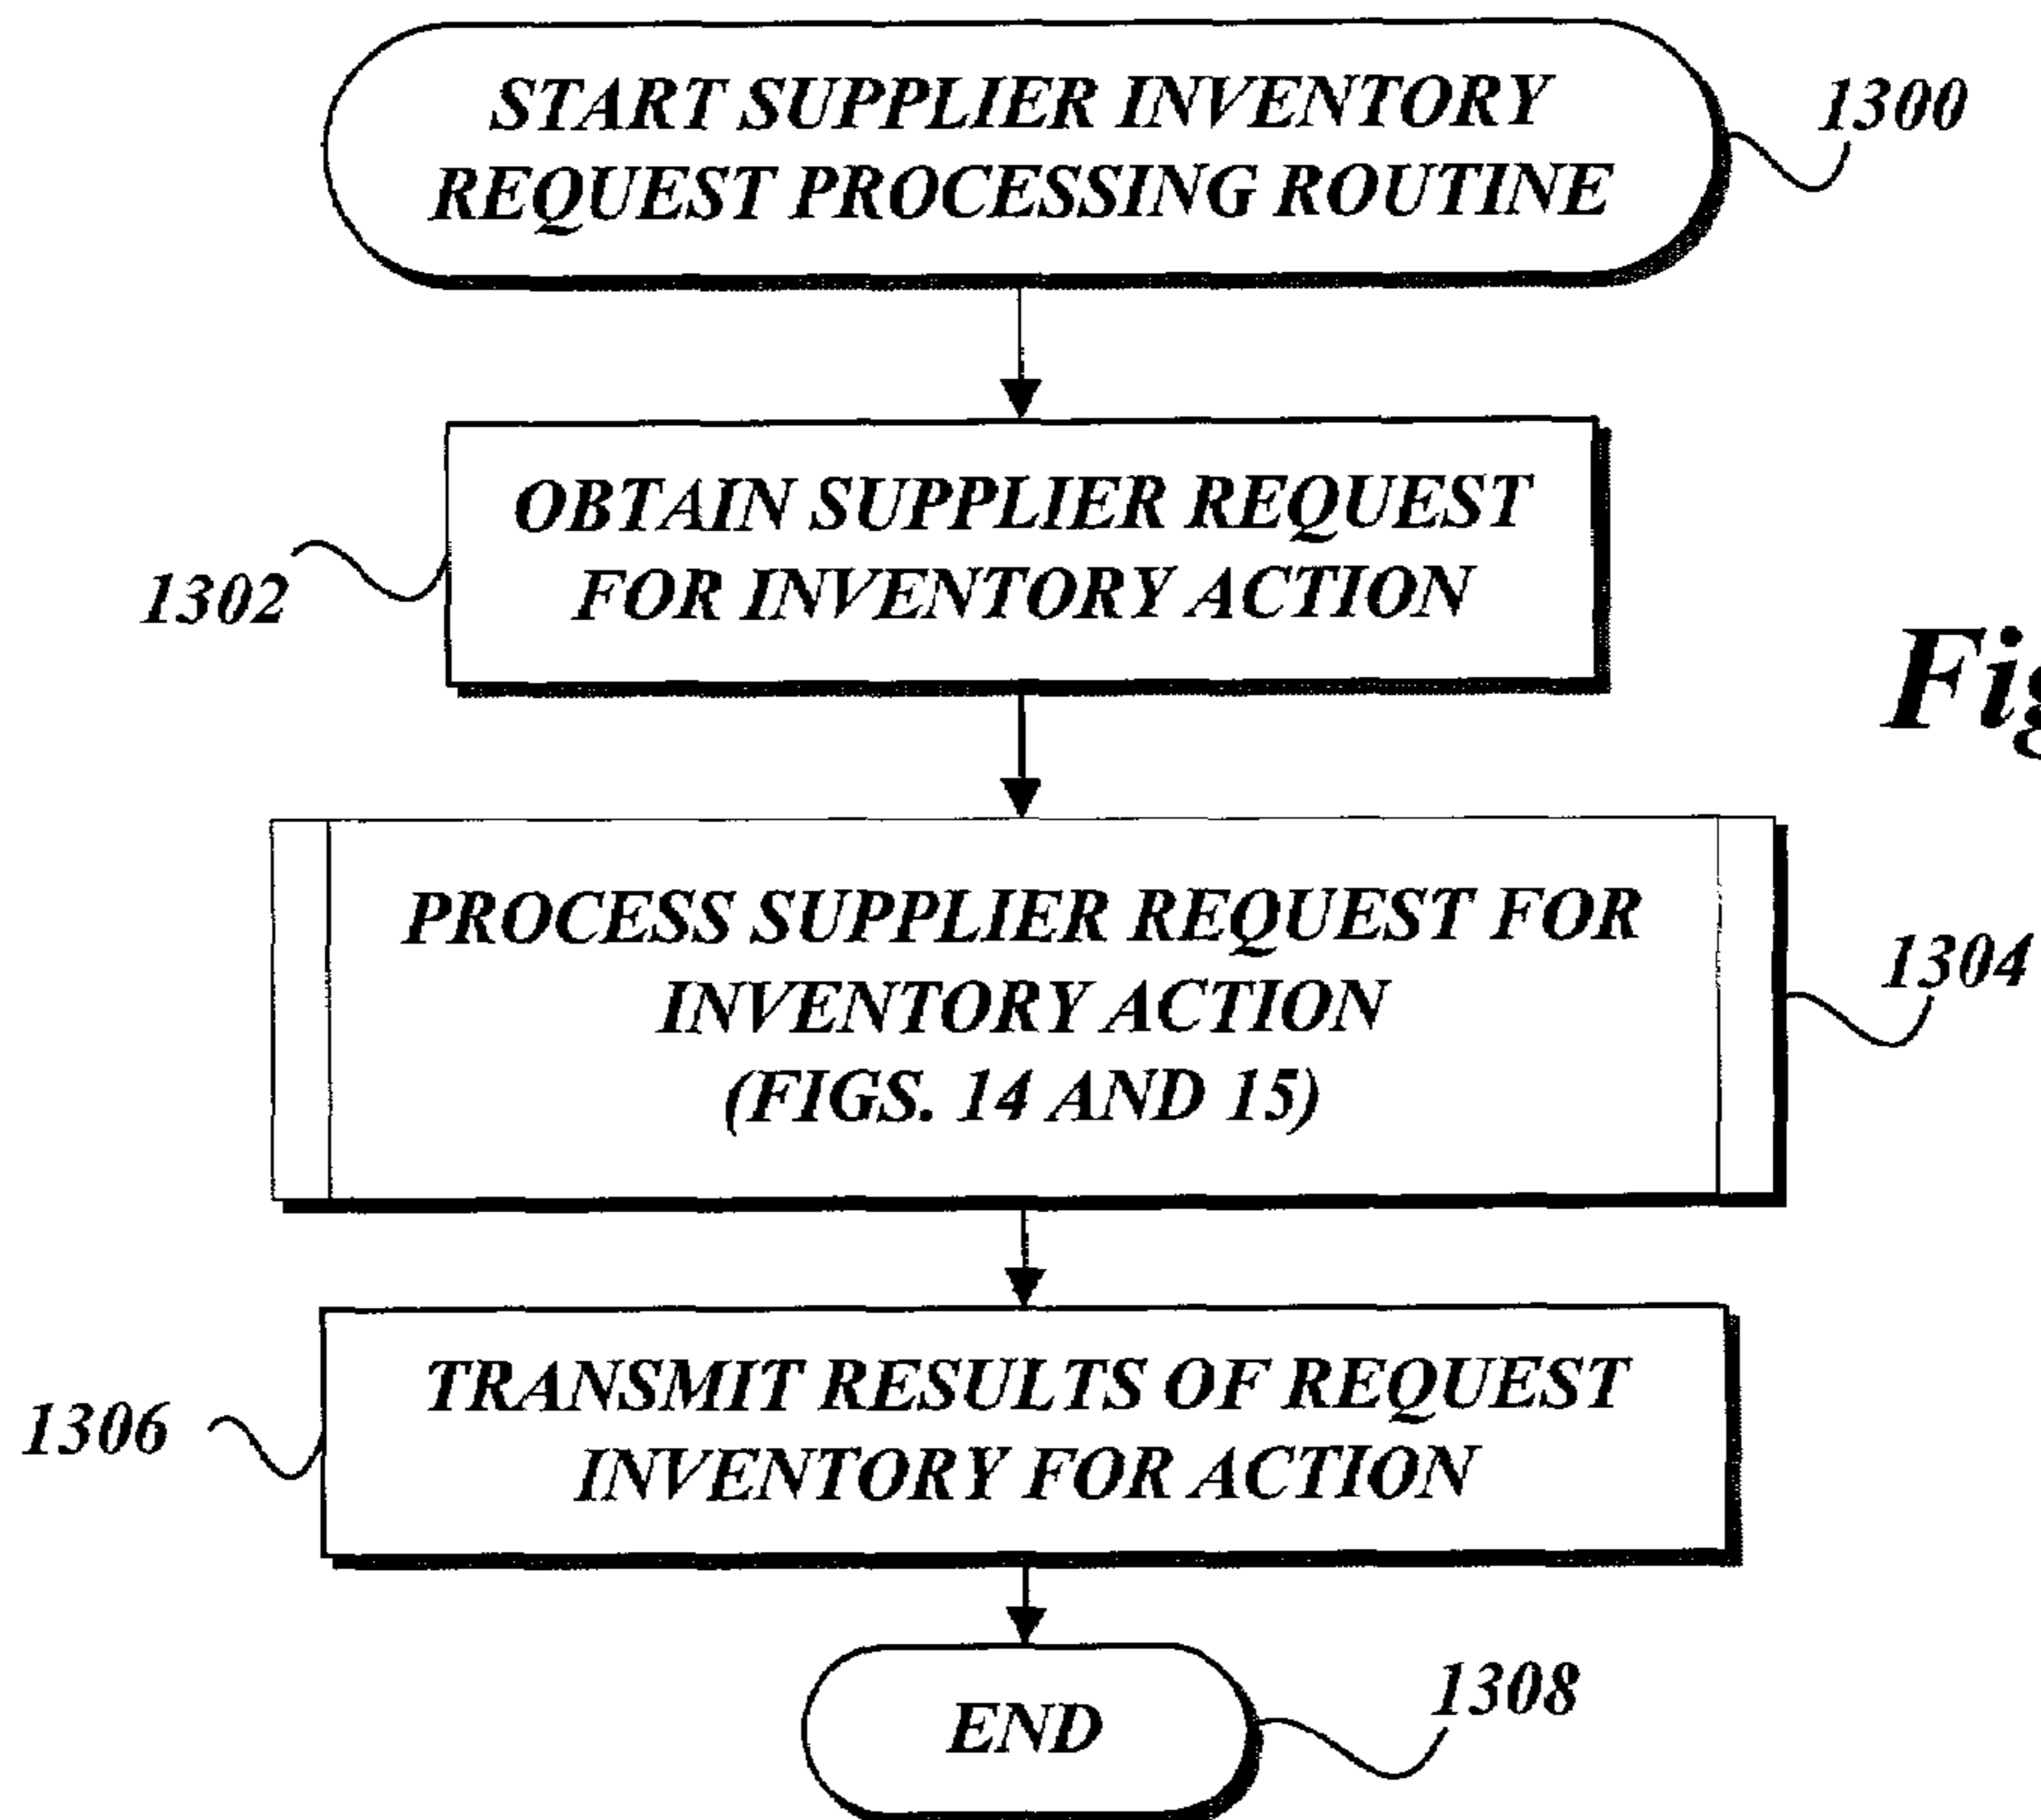 START SUPPLIER INVENTORY
REQUEST PROCESSING ROUTINE
1300
OBTAIN SUPPLIER REQUEST
FOR INVENTORY ACTION
1302
PROCESS SUPPLIER REQUEST FOR
INVENTORY ACTION
(FIGS. 14 AND 15)
1304
TRANSMIT RESULTS OF REQUEST
INVENTORY FOR ACTION
1306
END
1308